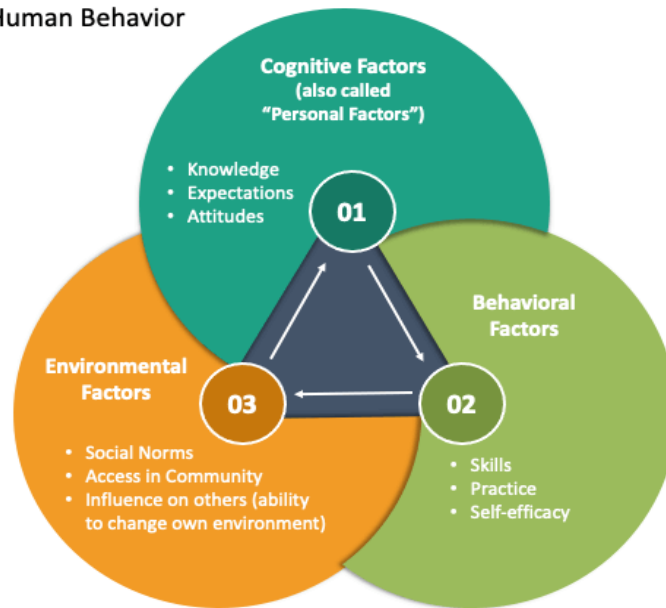 Human Behavior
Cognitive Factors
(also called
“Personal Factors”)
• Knowledge
• Expectations
• Attitudes
01
Behavioral
Factors
02
• Skills
• Practice
• Self-efficacy
Environmental
Factors
03
• Social Norms
• Access in Community
• Influence on others (ability
to change own environment)